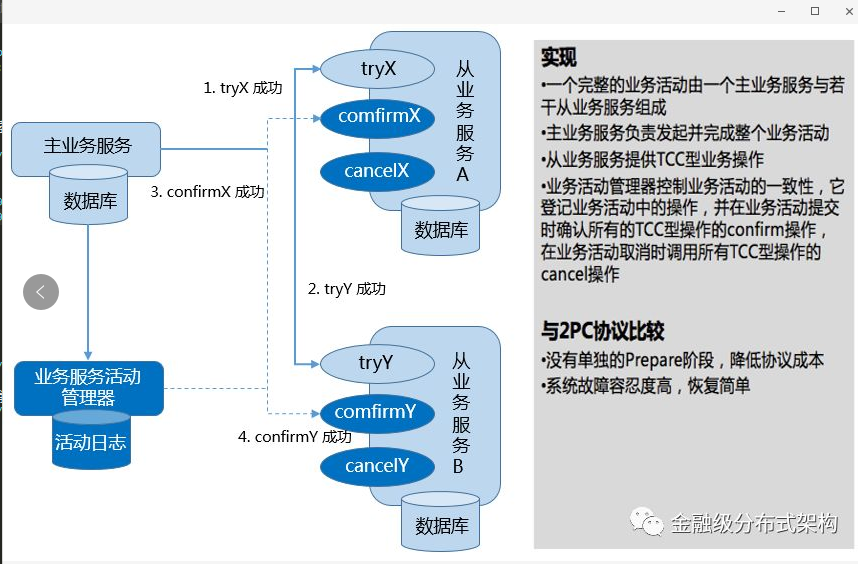 主业务服务
数据库
业务服务活动
管理器
活动日志
1. tryX 成功
2. tryY 成功
3. confirmX 成功
4. confirmY 成功
tryX
comfirmX
cancelX
从业务服务A
数据库
tryY
comfirmY
cancelY
从业务服务B
数据库
实现
•一个完整的业务活动由一个主业务服务与若
干从业务服务组成
•主业务服务负责发起并完成整个业务活动
•从业务服务提供TCC型业务操作
•业务活动管理器控制业务活动的一致性，它
登记业务活动中的操作，并在业务活动提交
时确认所有的TCC型操作的confirm操作，
在业务活动取消时调用所有TCC型操作的
cancel操作
与2PC协议比较
•没有单独的Prepare阶段，降低协议成本
•系统故障容忍度高，恢复简单
金融级分布式架构